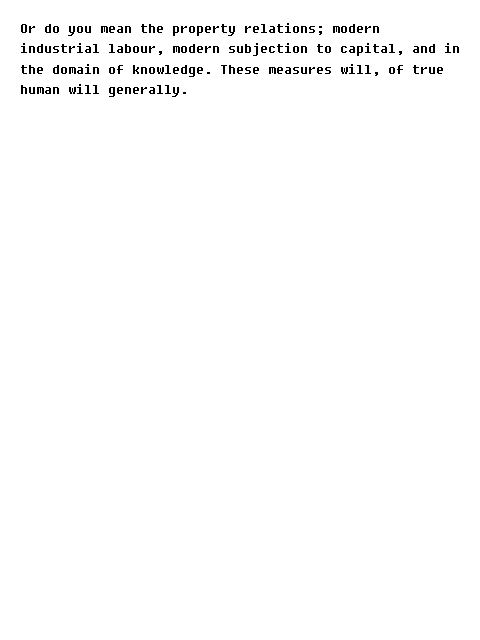 Or do you mean the property relations; modern
industrial labour, modern subjection to capital, and in
the domain of knowledge. These measures will, of true
human will generally.